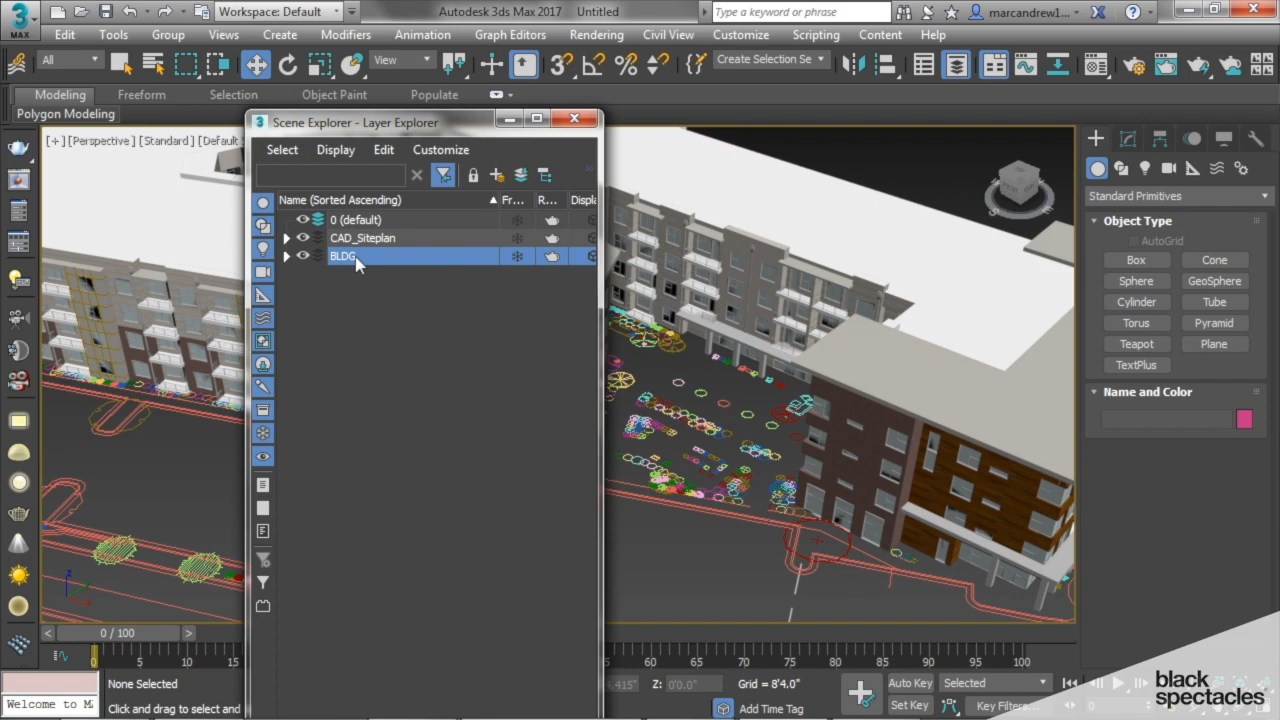 Workspace: Default
Autodesk 3ds Max 2017
Untitled
Type a keyword or phrase
marcandrew1...
MAX
Edit
Tools
Group
Views
Create
Modifiers
Animation
Graph Editors
Rendering
Civil View
Customize
Scripting
Content
Help
All
View
Create Selection Se
Modeling
Freeform
Selection
Object Paint
Populate
Polygon Modeling
[+] [Perspective] [Standard]
Scene Explorer - Layer Explorer
Select
Display
Edit
Customize
Name (Sorted Ascending)
Fr...
R...
0 (default)
CAD_Siteplan
BLDG
Standard Primitives
Object Type
AutoGrid
Box
Cone
Sphere
GeoSphere
Cylinder
Tube
Torus
Pyramid
Teapot
Plane
TextPlus
Name and Color
0 / 100
0
5
10
15
60
65
70
75
80
85
90
95
100
None Selected
Click and drag to select and
Z:
0'0.0"
Grid = 8'4.0"
Add Time Tag
Auto Key
Selected
Set Key
Key Filters...
0
black
spectacles